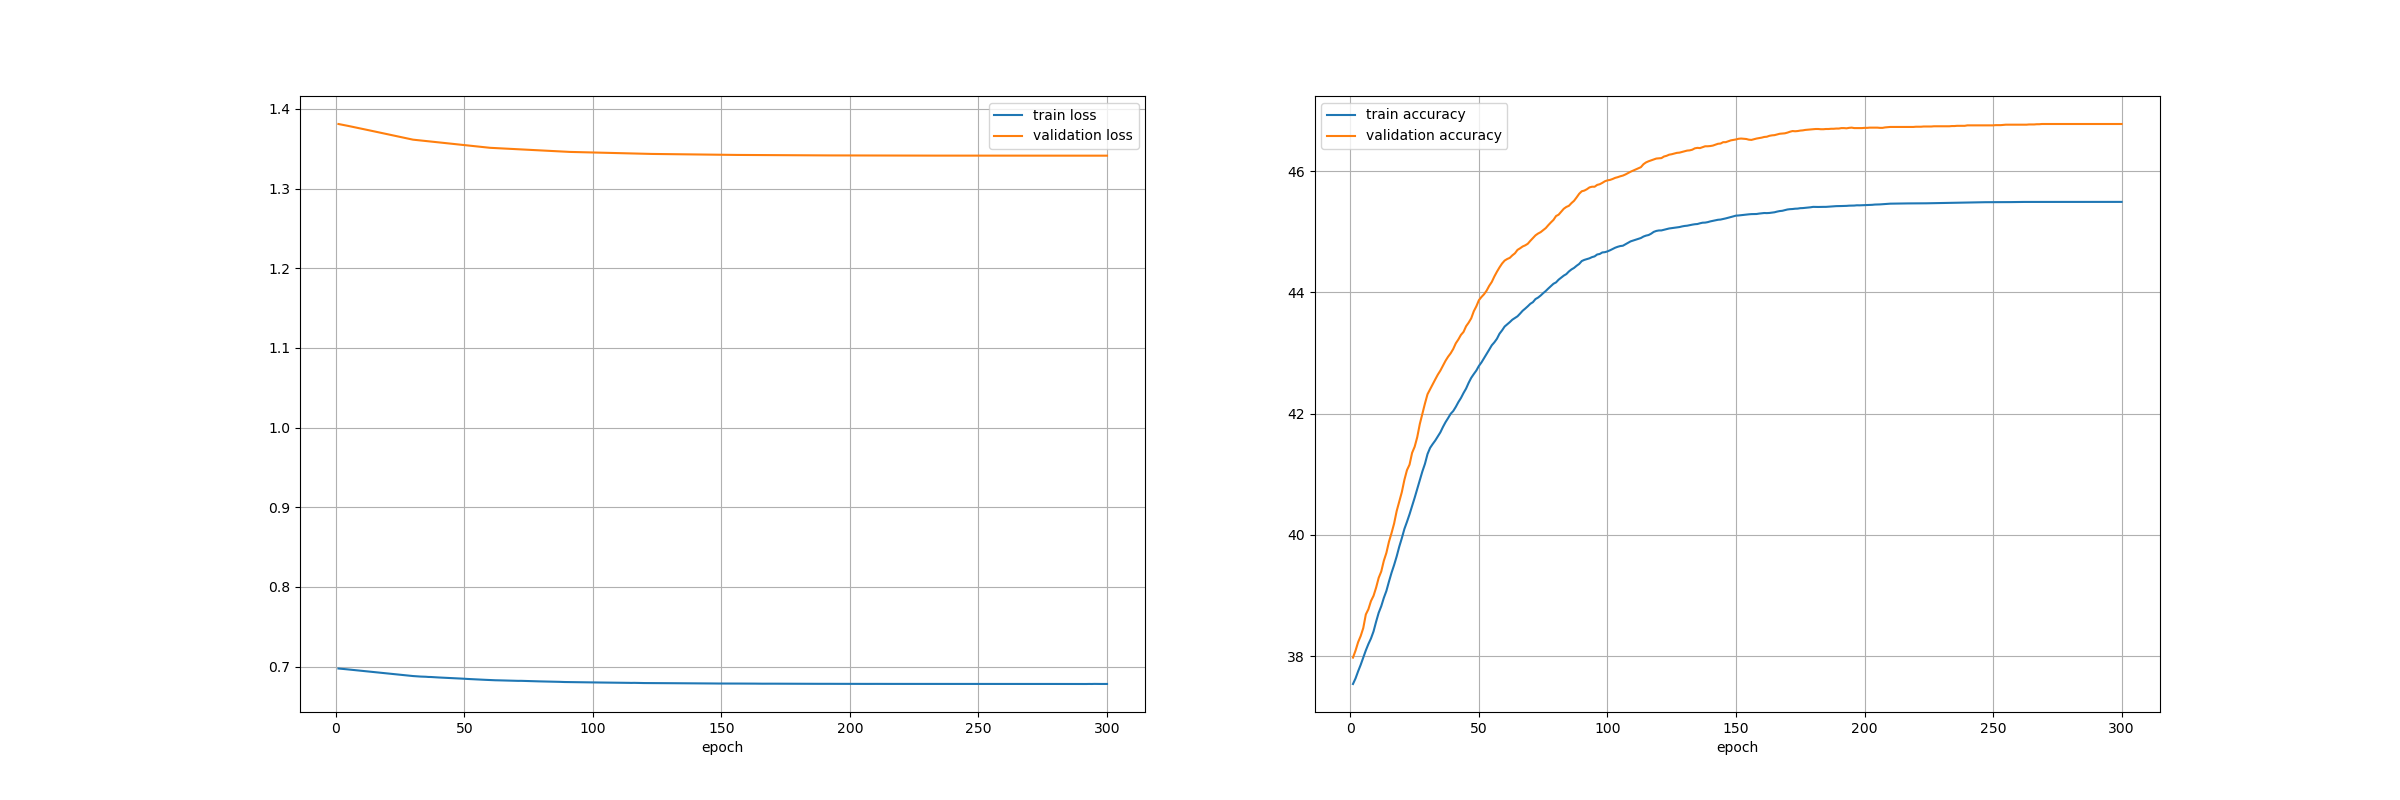 1.4
1.3
1.2
1.1
1.0
0.9
0.8
0.7
0 50 100 150 200 250 300
epoch
train loss
validation loss
46
44
42
40
38
0 50 100 150 200 250 300
epoch
train accuracy
validation accuracy